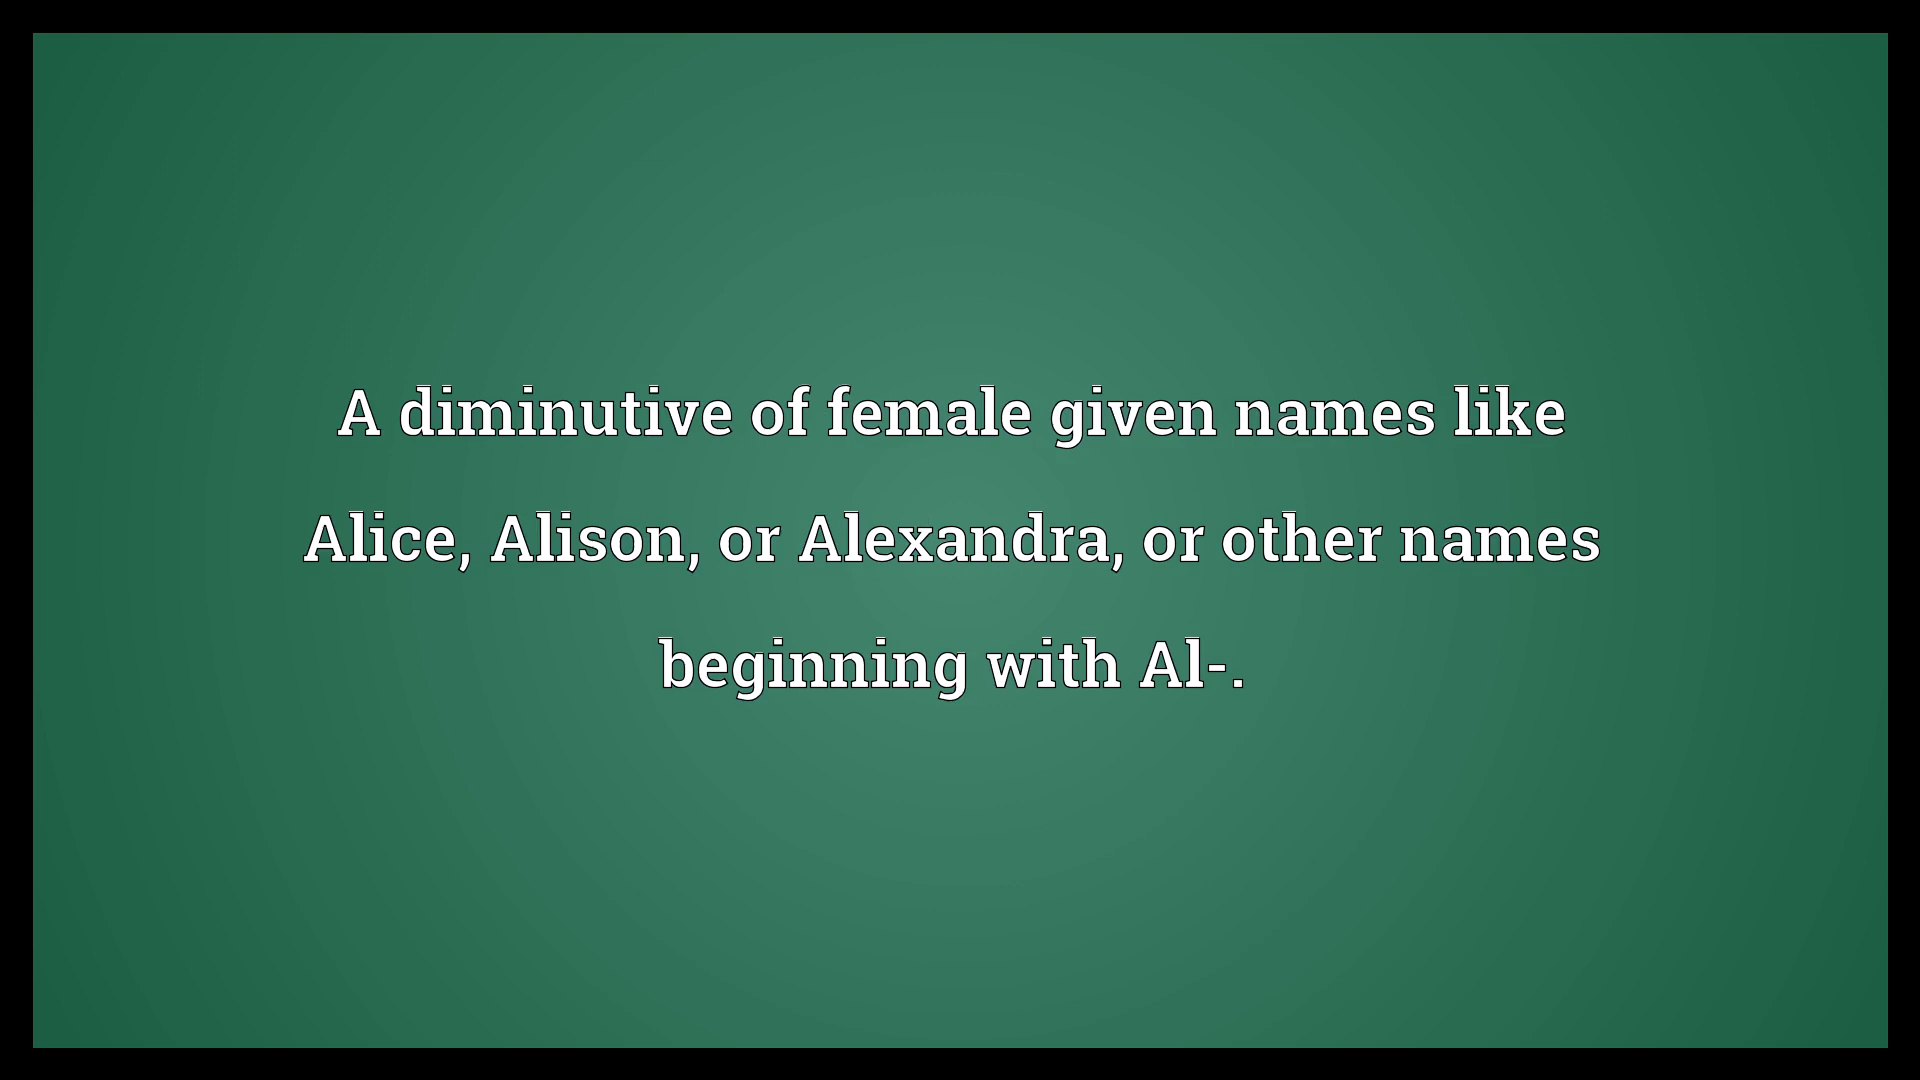 A diminutive of female given names like
Alice, Alison, or Alexandra, or other names
beginning with Al-.